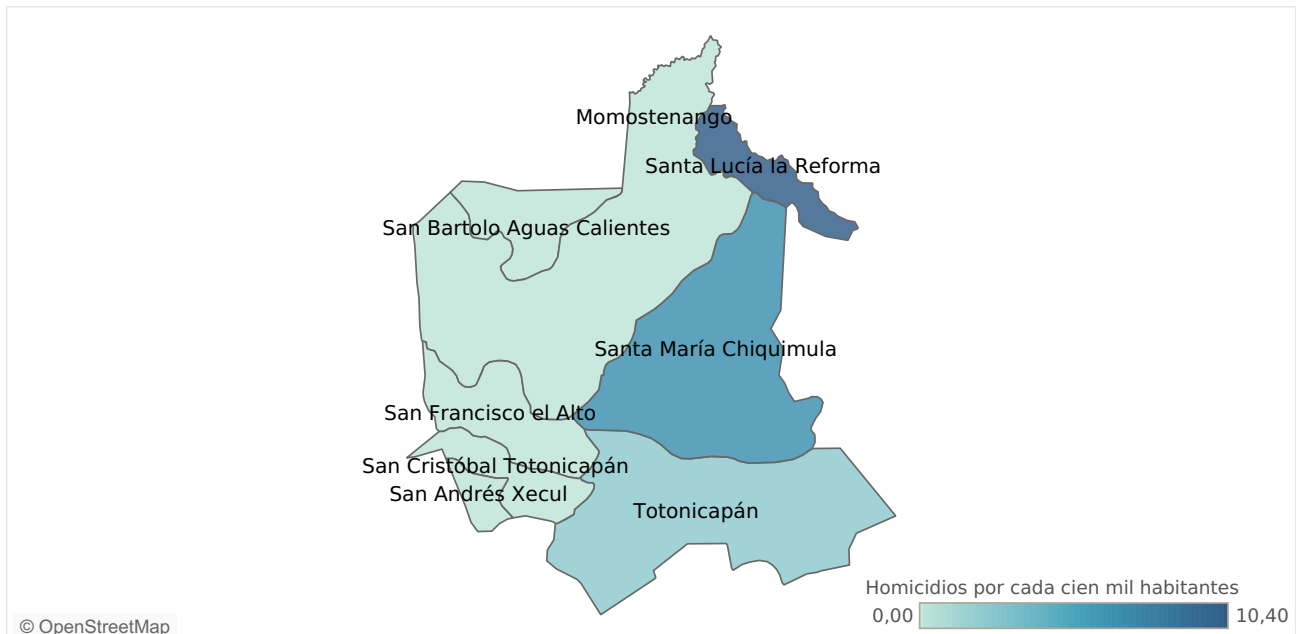 Momostenango
Santa Lucía la Reforma
San Bartolo Aguas Calientes
Santa María Chiquimula
San Francisco el Alto
San Cristóbal Totonicapán
San Andrés Xecul
Totonicapán
Homicidios por cada cien mil habitantes
0,00 10,40
© OpenStreetMap